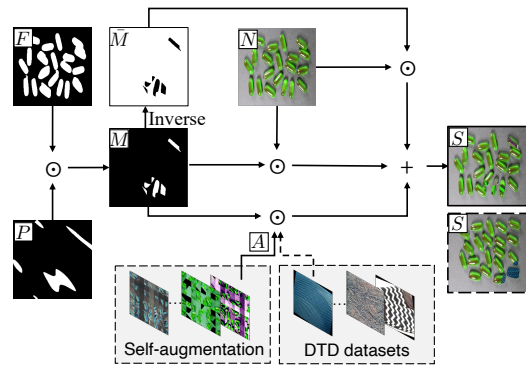 F
M̄
N
Inverse
M
S
P
A
S
Self-augmentation
DTD datasets